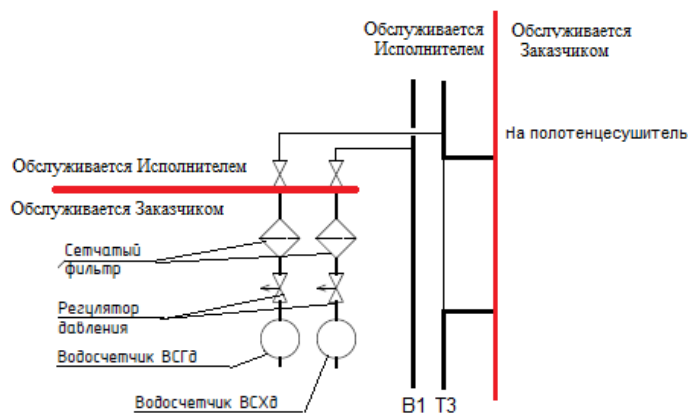 Обслуживается
Исполнителем
Обслуживается
Заказчиком
На полотенцесушитель
Обслуживается Исполнителем
Обслуживается Заказчиком
Сетчатый
фильтр
Регулятор
давления
Водосчетчик ВСГд
Водосчетчик ВСХд
В1 Т3